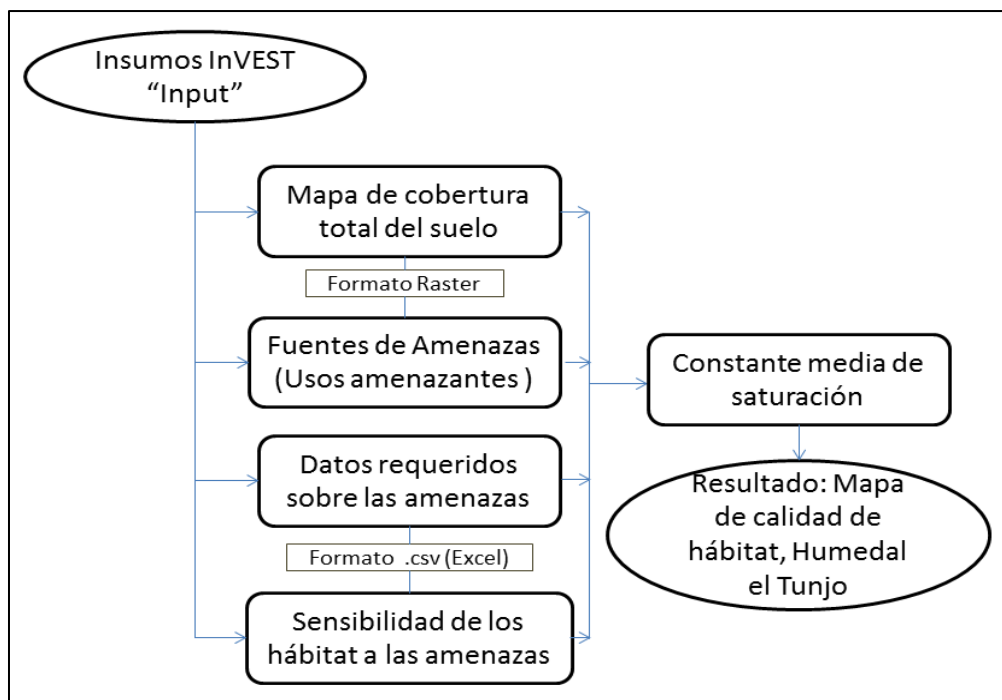 Insumos InVEST
“Input”
Mapa de cobertura
total del suelo
Formato Raster
Fuentes de Amenazas
(Usos amenazantes )
Datos requeridos
sobre las amenazas
Formato .csv (Excel)
Sensibilidad de los
hábitat a las amenazas
Constante media de
saturación
Resultado: Mapa
de calidad de
hábitat, Humedal
el Tunjo